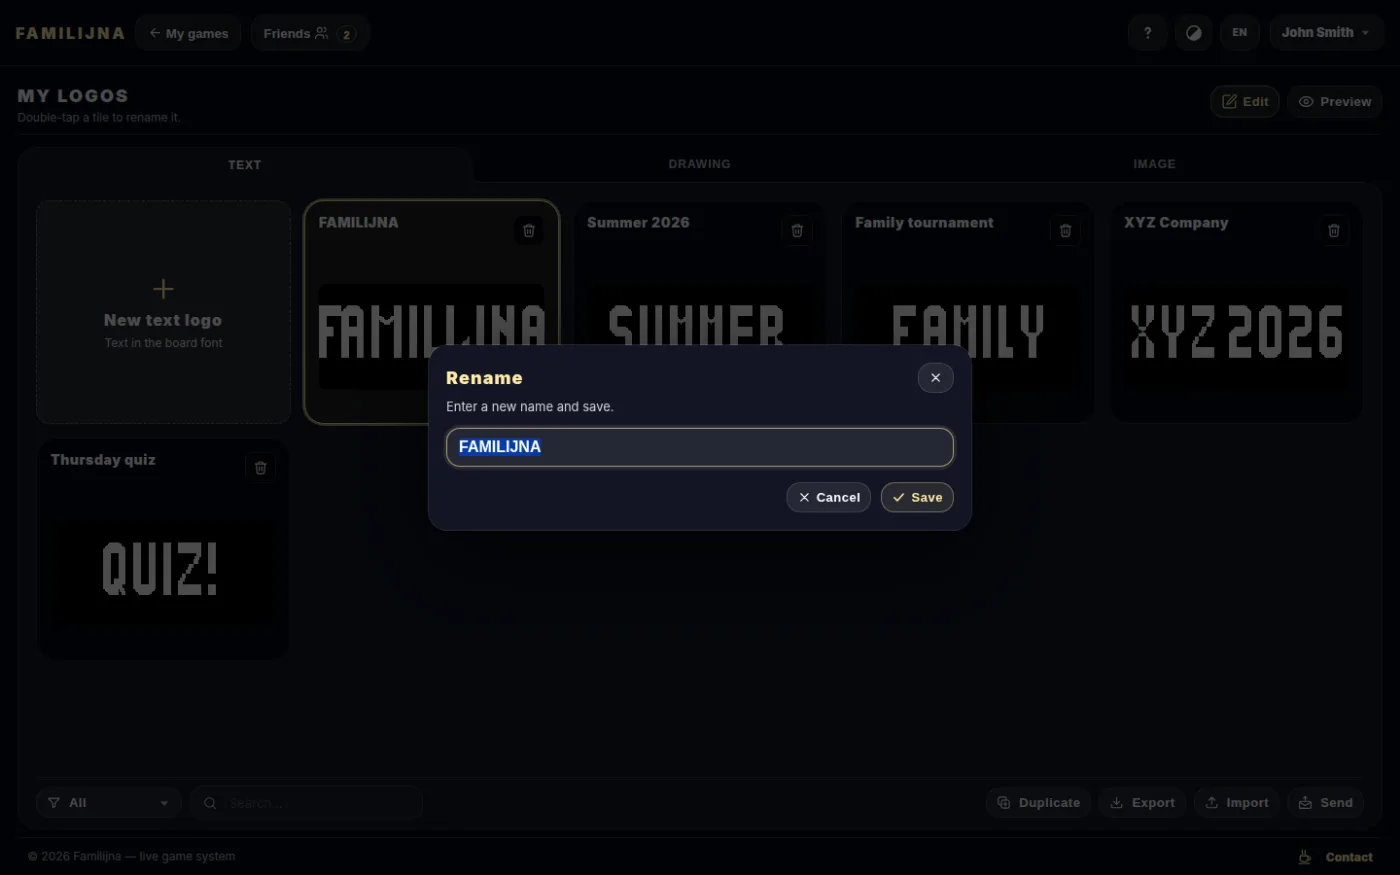 FAMILIJNA
My games
Friends 2
?
EN
John Smith
MY LOGOS
Double-tap a tile to rename it.
Edit
Preview
TEXT
DRAWING
IMAGE
New text logo
Text in the board font
FAMILIJNA
FAMILIJNA
Summer 2026
SUMMER
Family tournament
FAMILY
XYZ Company
XYZ 2026
Thursday quiz
QUIZ!
Rename
Enter a new name and save.
FAMILIJNA
Cancel
Save
All
Search...
Duplicate
Export
Import
Send
© 2026 Familijna — live game system
Contact